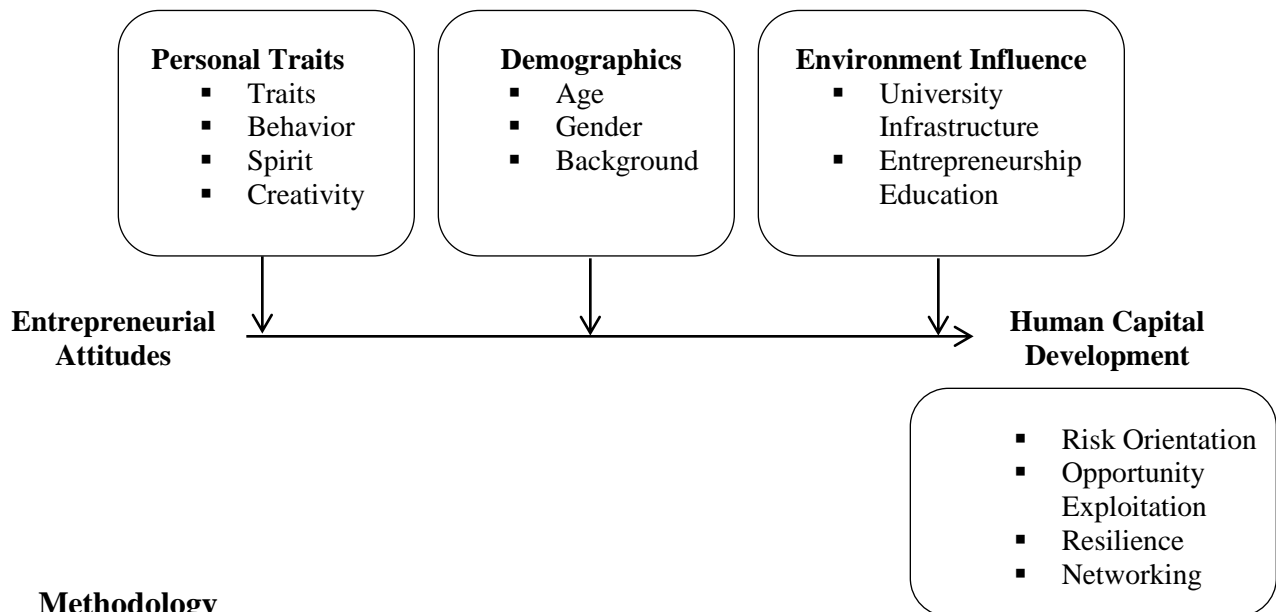 Personal Traits
▪ Traits
▪ Behavior
▪ Spirit
▪ Creativity
Demographics
▪ Age
▪ Gender
▪ Background
Environment Influence
▪ University
Infrastructure
▪ Entrepreneurship
Education
Entrepreneurial
Attitudes
Human Capital
Development
▪ Risk Orientation
▪ Opportunity
Exploitation
▪ Resilience
▪ Networking
Methodology